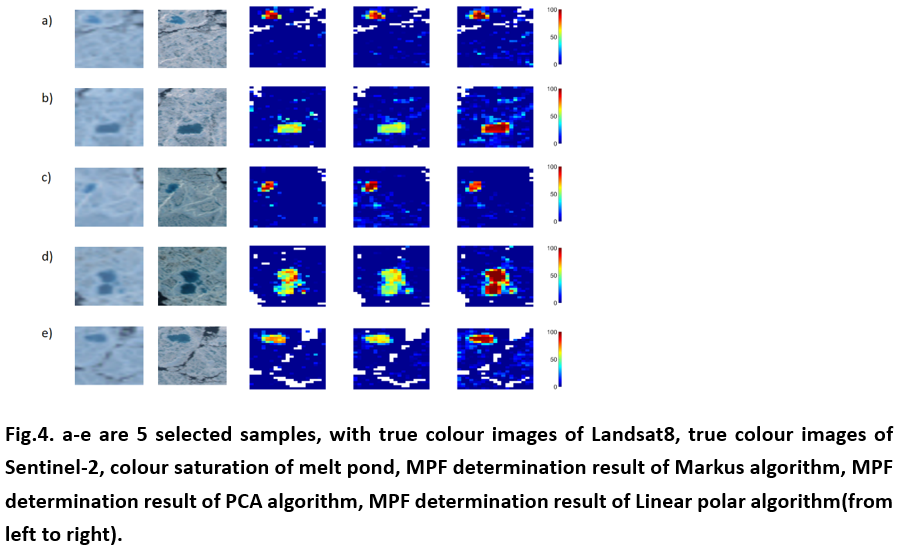 a)
100
50
0
b)
100
50
0
c)
100
50
0
d)
100
50
0
e)
100
50
0
Fig.4. a-e are 5 selected samples, with true colour images of Landsat8, true colour images of
Sentinel-2, colour saturation of melt pond, MPF determination result of Markus algorithm, MPF
determination result of PCA algorithm, MPF determination result of Linear polar algorithm(from
left to right).